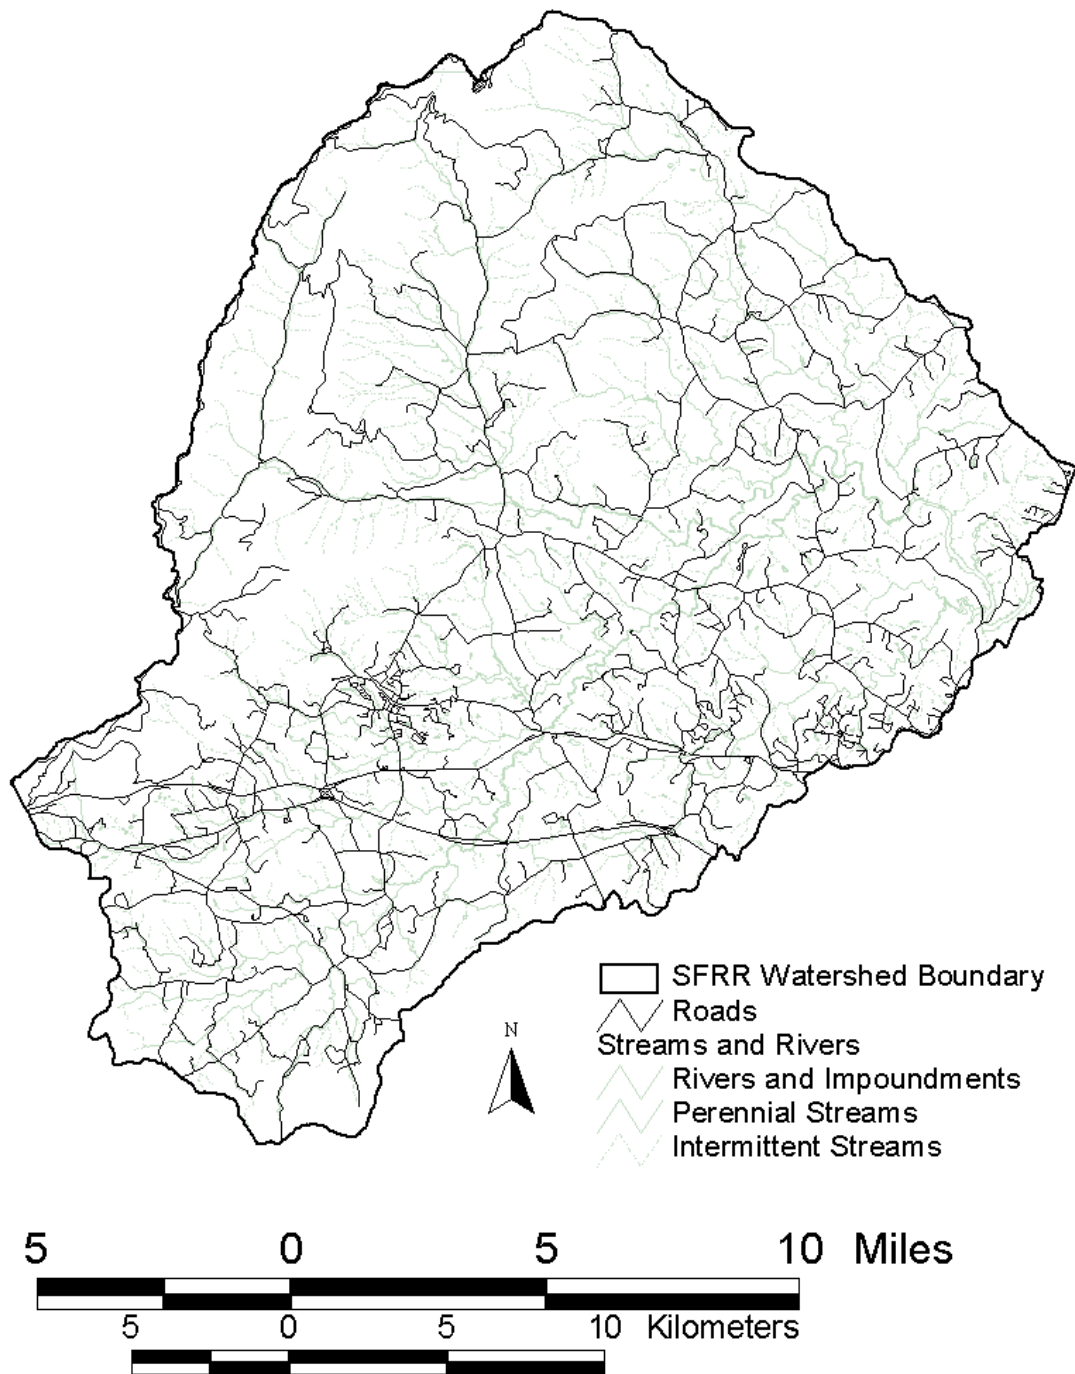 SFRR Watershed Boundary
Roads
N
Streams and Rivers
Rivers and Impoundments
Perennial Streams
Intermittent Streams
5 0 5 10 Miles
5 0 5 10 Kilometers